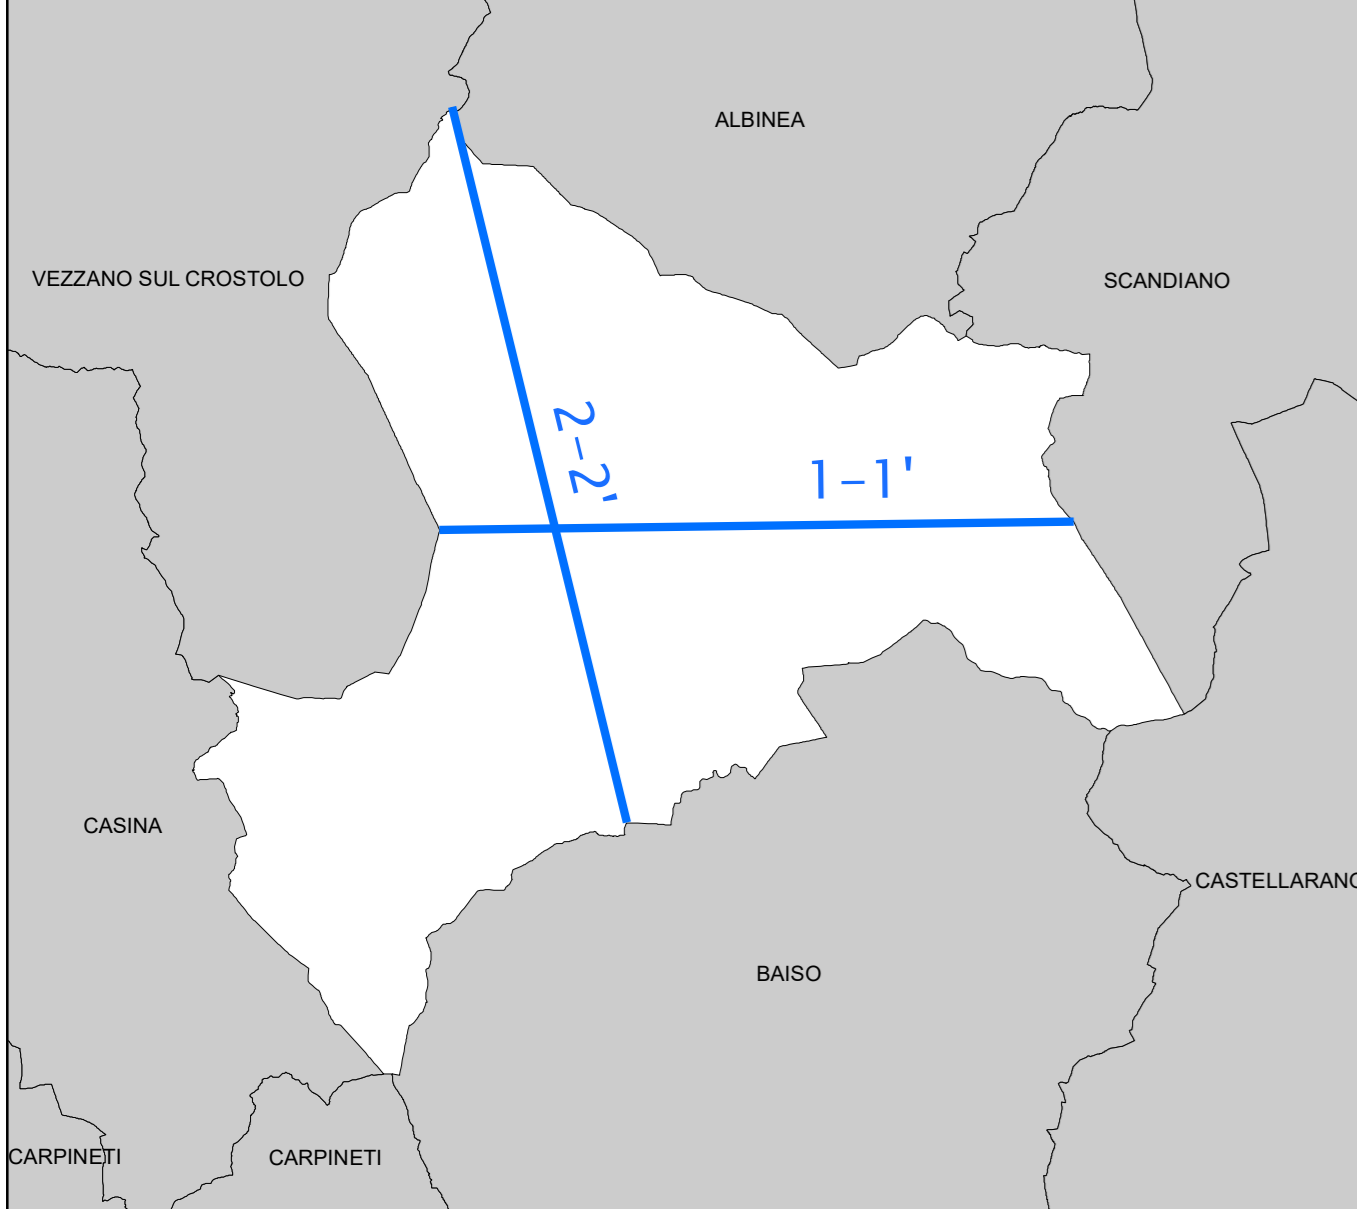 ALBINEA
VEZZANO SUL CROSTOLO
SCANDIANO
2-2'
1-1'
CASINA
CASTELLARANO
BAISO
CARPINETI
CARPINETI